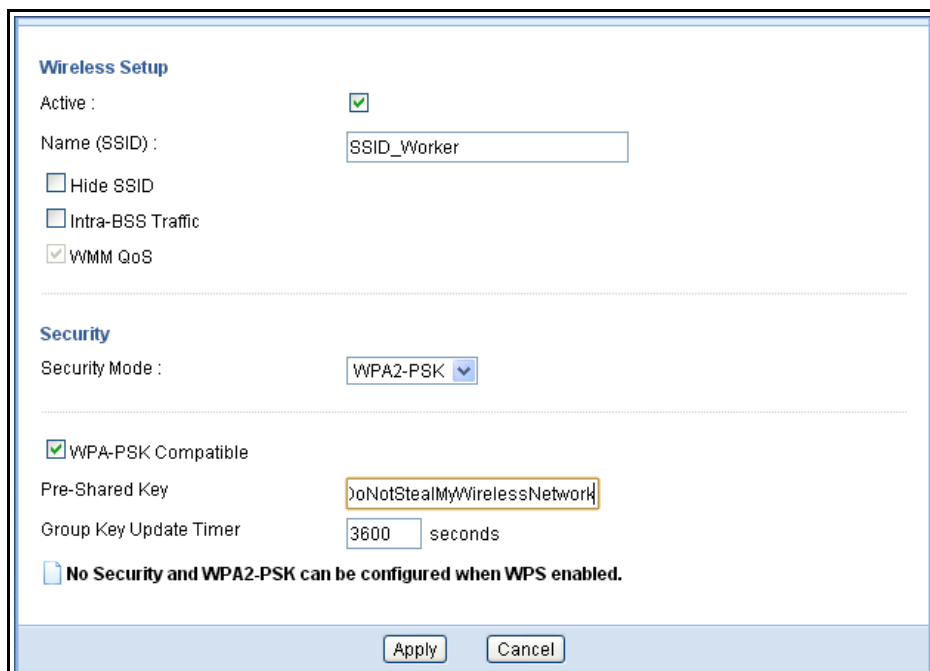 Wireless Setup
Active :
Name (SSID) : SSID_Worker
Hide SSID
Intra-BSS Traffic
WMM QoS
Security
Security Mode : WPA2-PSK
WPA-PSK Compatible
Pre-Shared Key DoNotStealMyWirelessNetwork
Group Key Update Timer 3600 seconds
No Security and WPA2-PSK can be configured when WPS enabled.
Apply Cancel